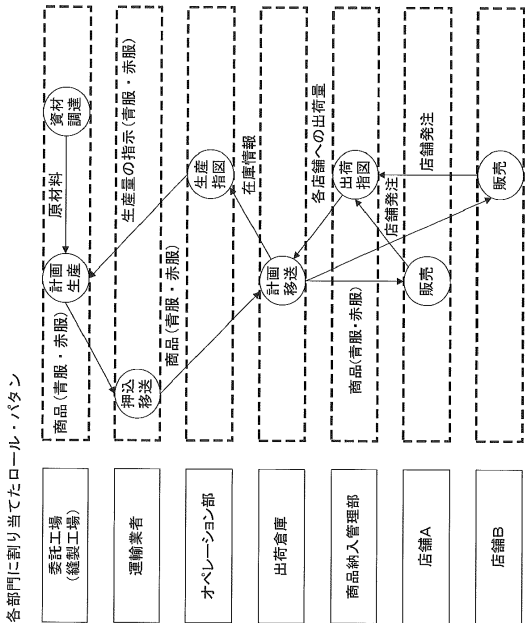 各部門に割り当てたロール・パタン
委託工場
(縫製工場)
商品(青服・赤服)
計画
生産
原材料
資材
調達
運輸業者
押込
移送
商品(青服・赤服)
生産量の指示(青服・赤服)
オペレーション部
生産
指図
在庫情報
出荷倉庫
計画
移送
各店舗への出荷量
商品納入管理部
商品(青服・赤服)
店舗発注
出荷
指図
店舗発注
店舗A
販売
店舗B
販売